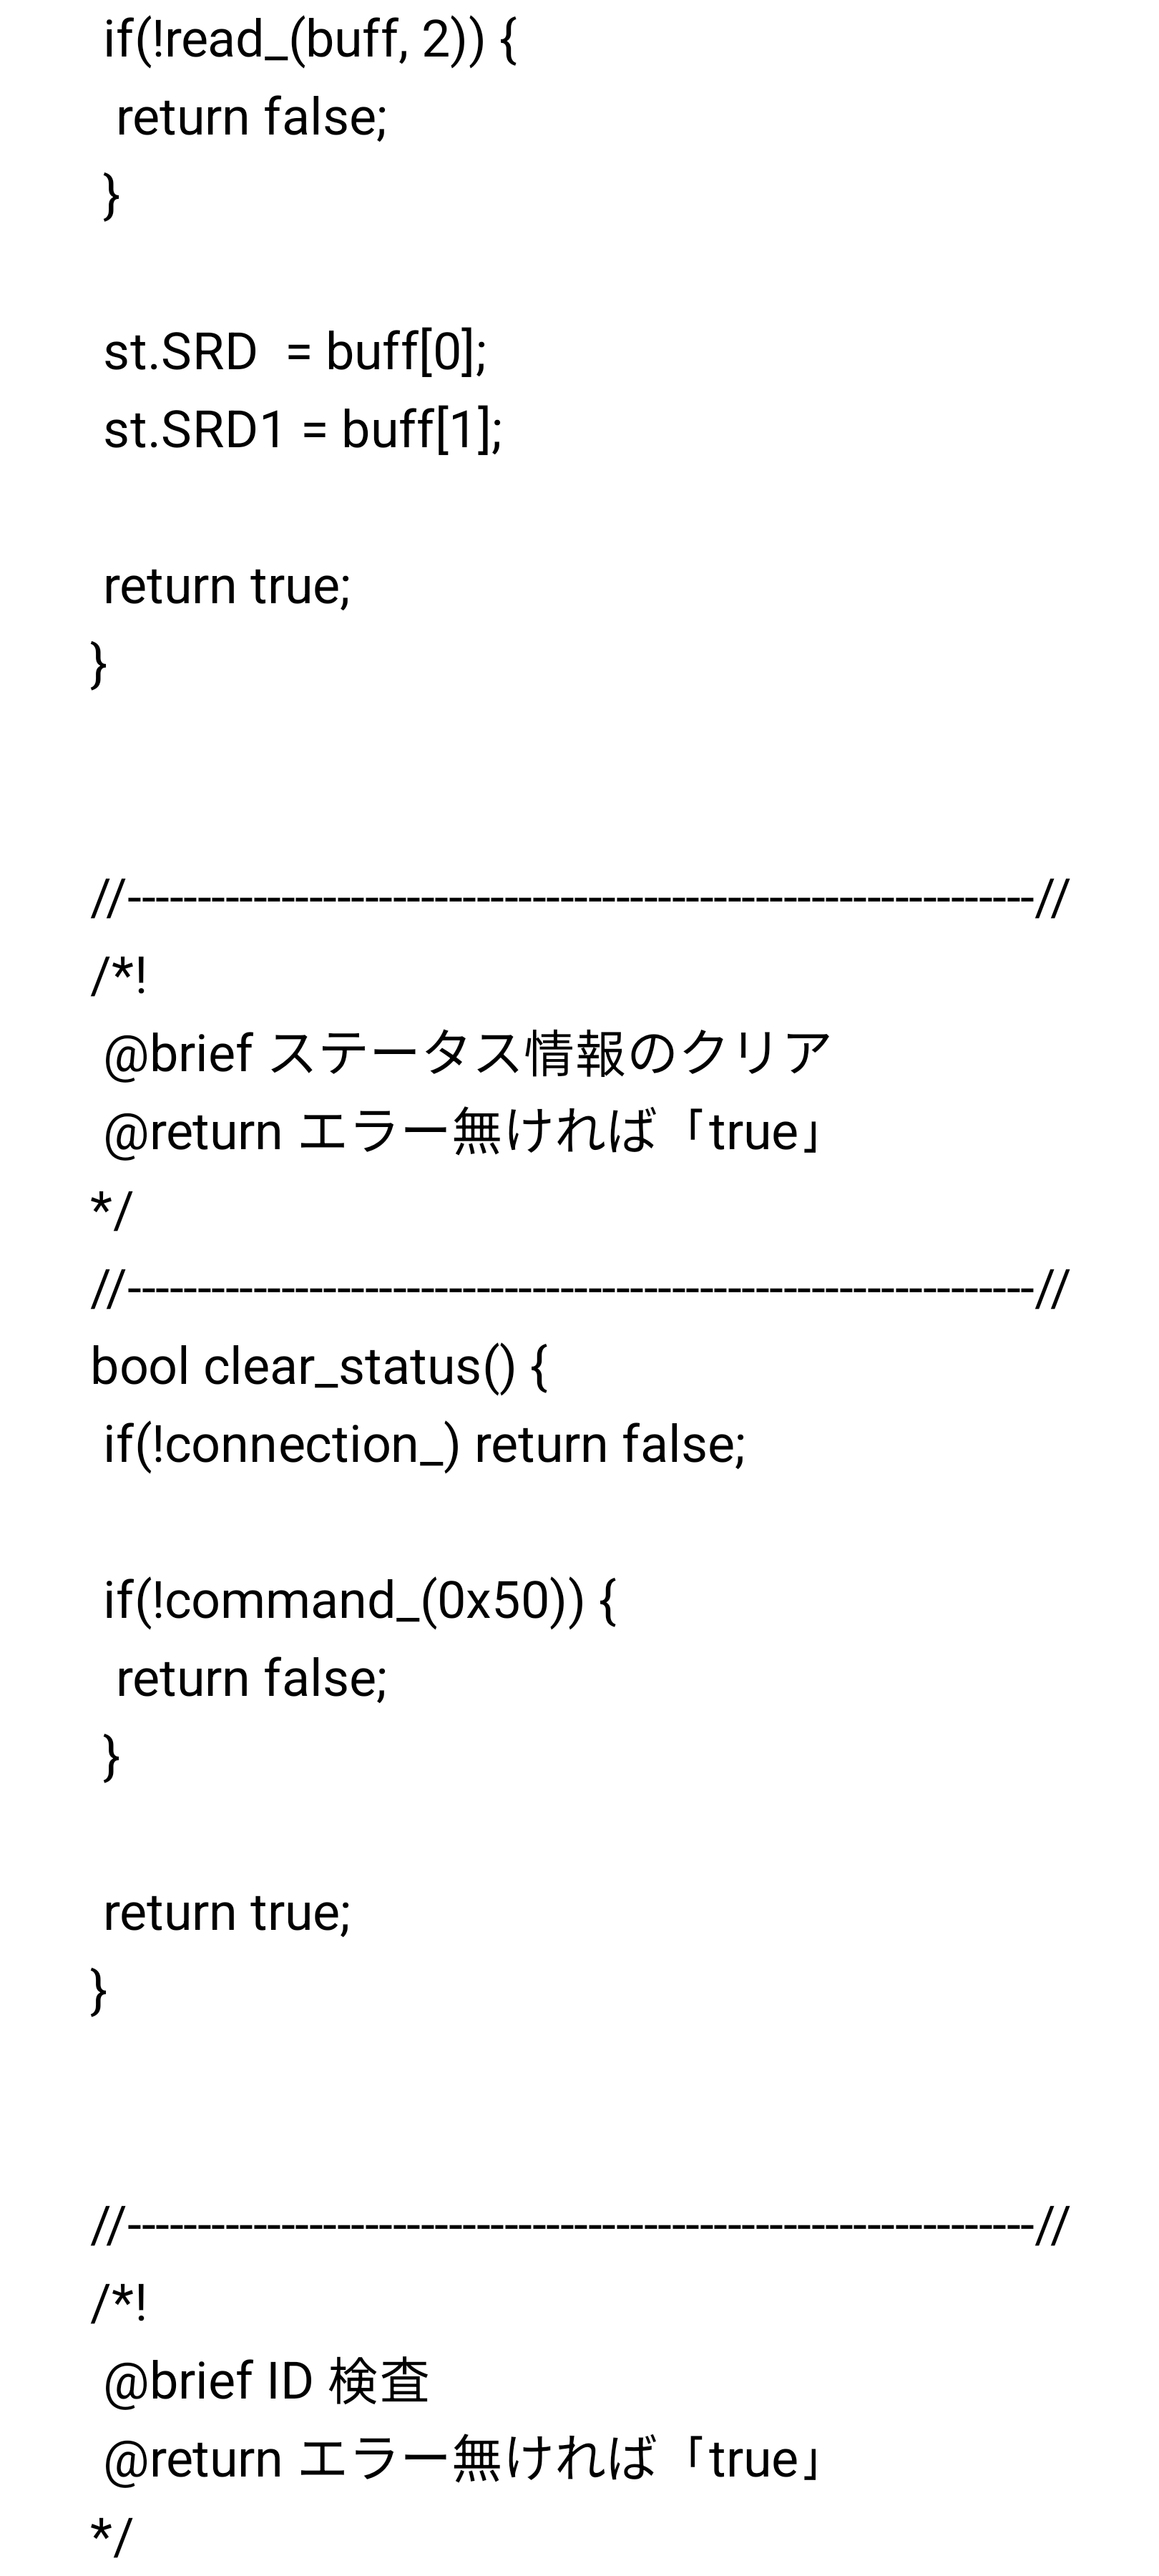 if(!read_(buff, 2)) {
return false;
}
st.SRD  = buff[0];
st.SRD1 = buff[1];
return true;
}
//-----------------------------------------------------------------//
/*!
@brief ステータス情報のクリア
@return エラー無ければ「true」
*/
//-----------------------------------------------------------------//
bool clear_status() {
if(!connection_) return false;
if(!command_(0x50)) {
return false;
}
return true;
}
//-----------------------------------------------------------------//
/*!
@brief ID 検査
@return エラー無ければ「true」
*/